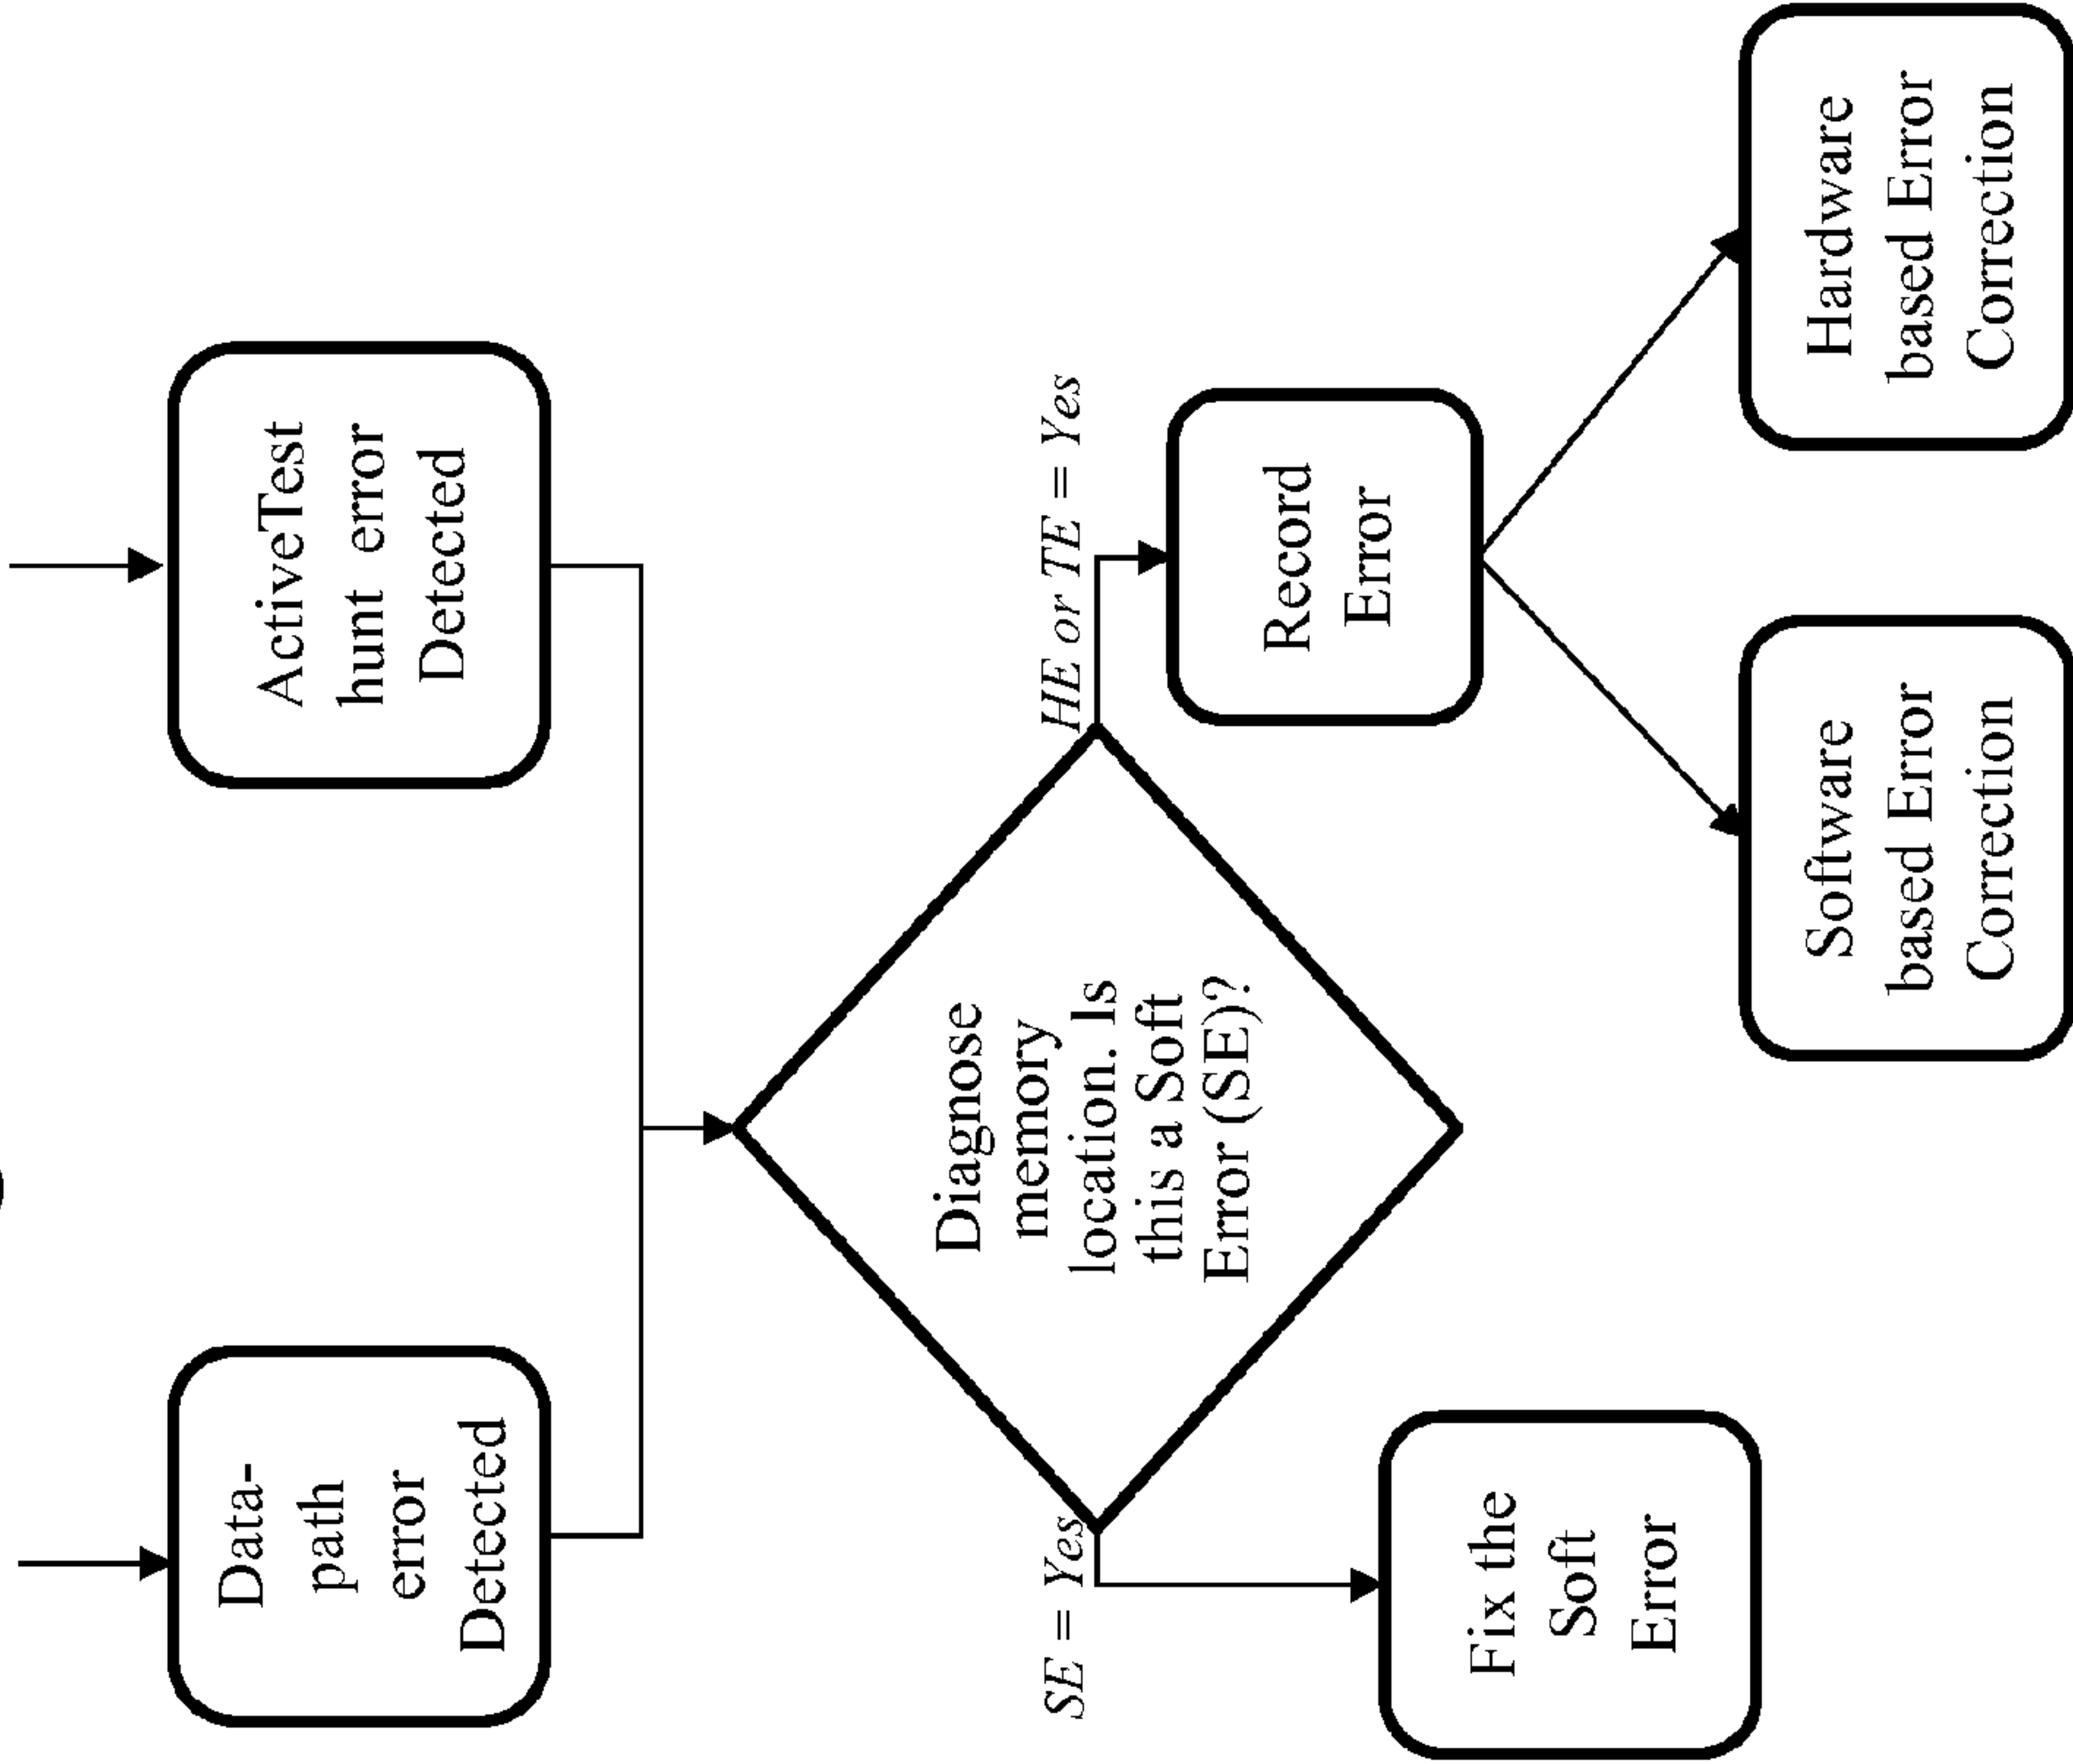 Data-
path
error
Detected
ActiveTest
hunt error
Detected
Diagnose
memory
location. Is
this a Soft
Error (SE)?
SE = Yes
HE or TE = Yes
Fix the
Soft
Error
Record
Error
Software
based Error
Correction
Hardware
based Error
Correction